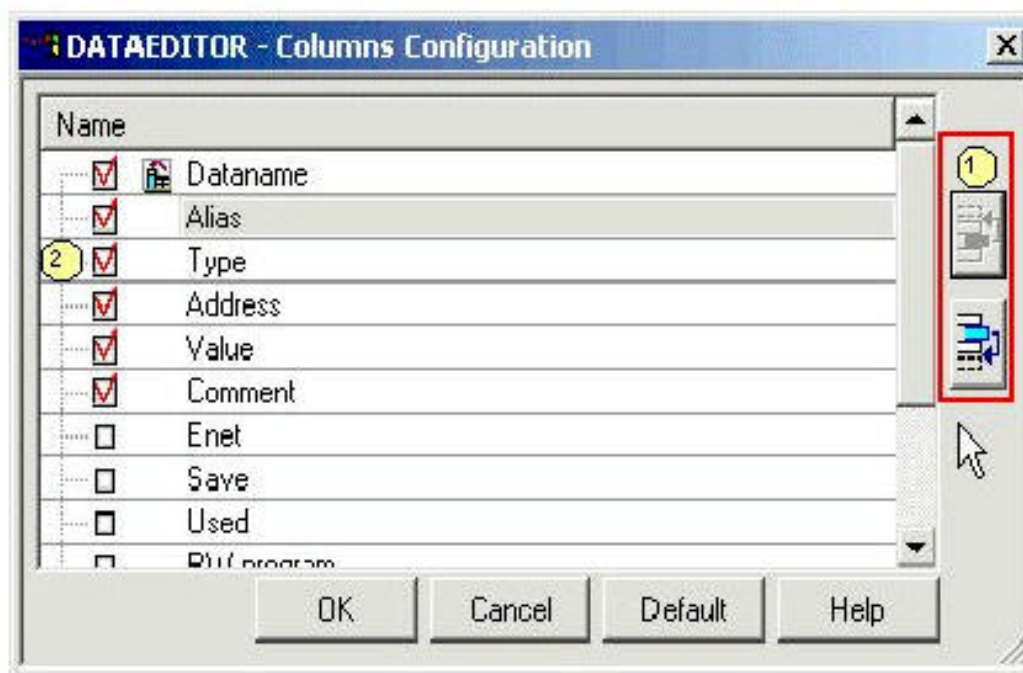 DATAEDITOR - Columns Configuration
Name
Dataname
Alias
Type
Address
Value
Comment
Enet
Save
Used
program
OK Cancel Default Help
1
2